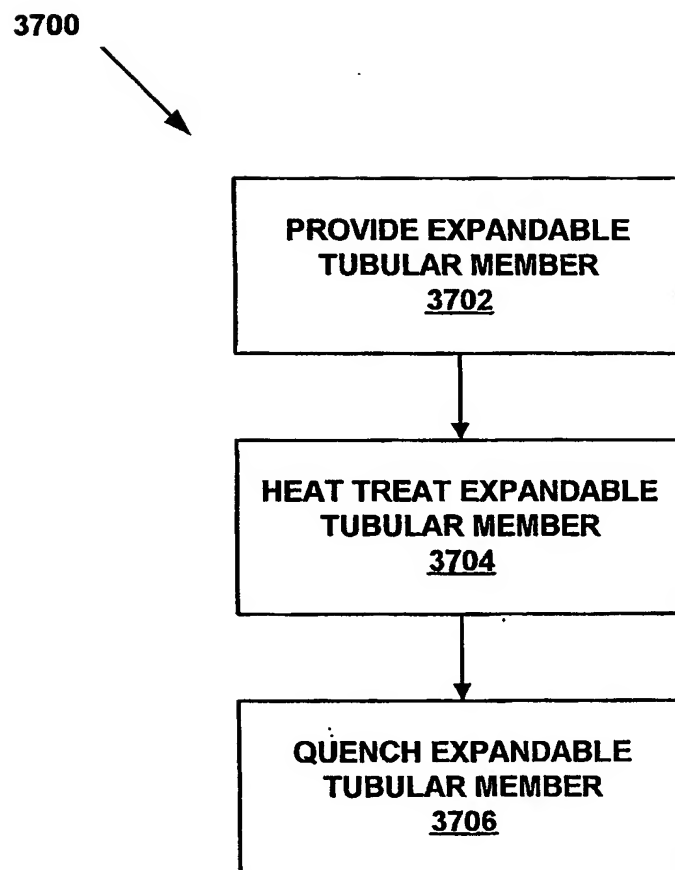 3700
PROVIDE EXPANDABLE
TUBULAR MEMBER
3702
HEAT TREAT EXPANDABLE
TUBULAR MEMBER
3704
QUENCH EXPANDABLE
TUBULAR MEMBER
3706